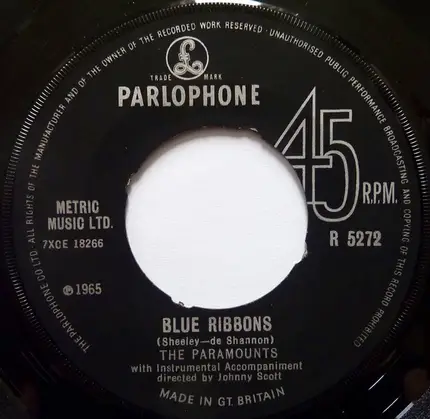 THE PARLOPHONE CO. LTD. ALL RIGHTS OF THE MANUFACTURER AND OF THE OWNER OF THE RECORDED WORK RESERVED · UNAUTHORISED PUBLIC PERFORMANCE BROADCASTING AND COPYING OF THIS RECORD PROHIBITED
£
TRADE MARK
PARLOPHONE
45
R.P.M.
METRIC
MUSIC LTD.
7XCE 18266
R 5272
℗ 1965
BLUE RIBBONS
(Sheeley—de Shannon)
THE PARAMOUNTS
with Instrumental Accompaniment
directed by Johnny Scott
MADE IN GT. BRITAIN